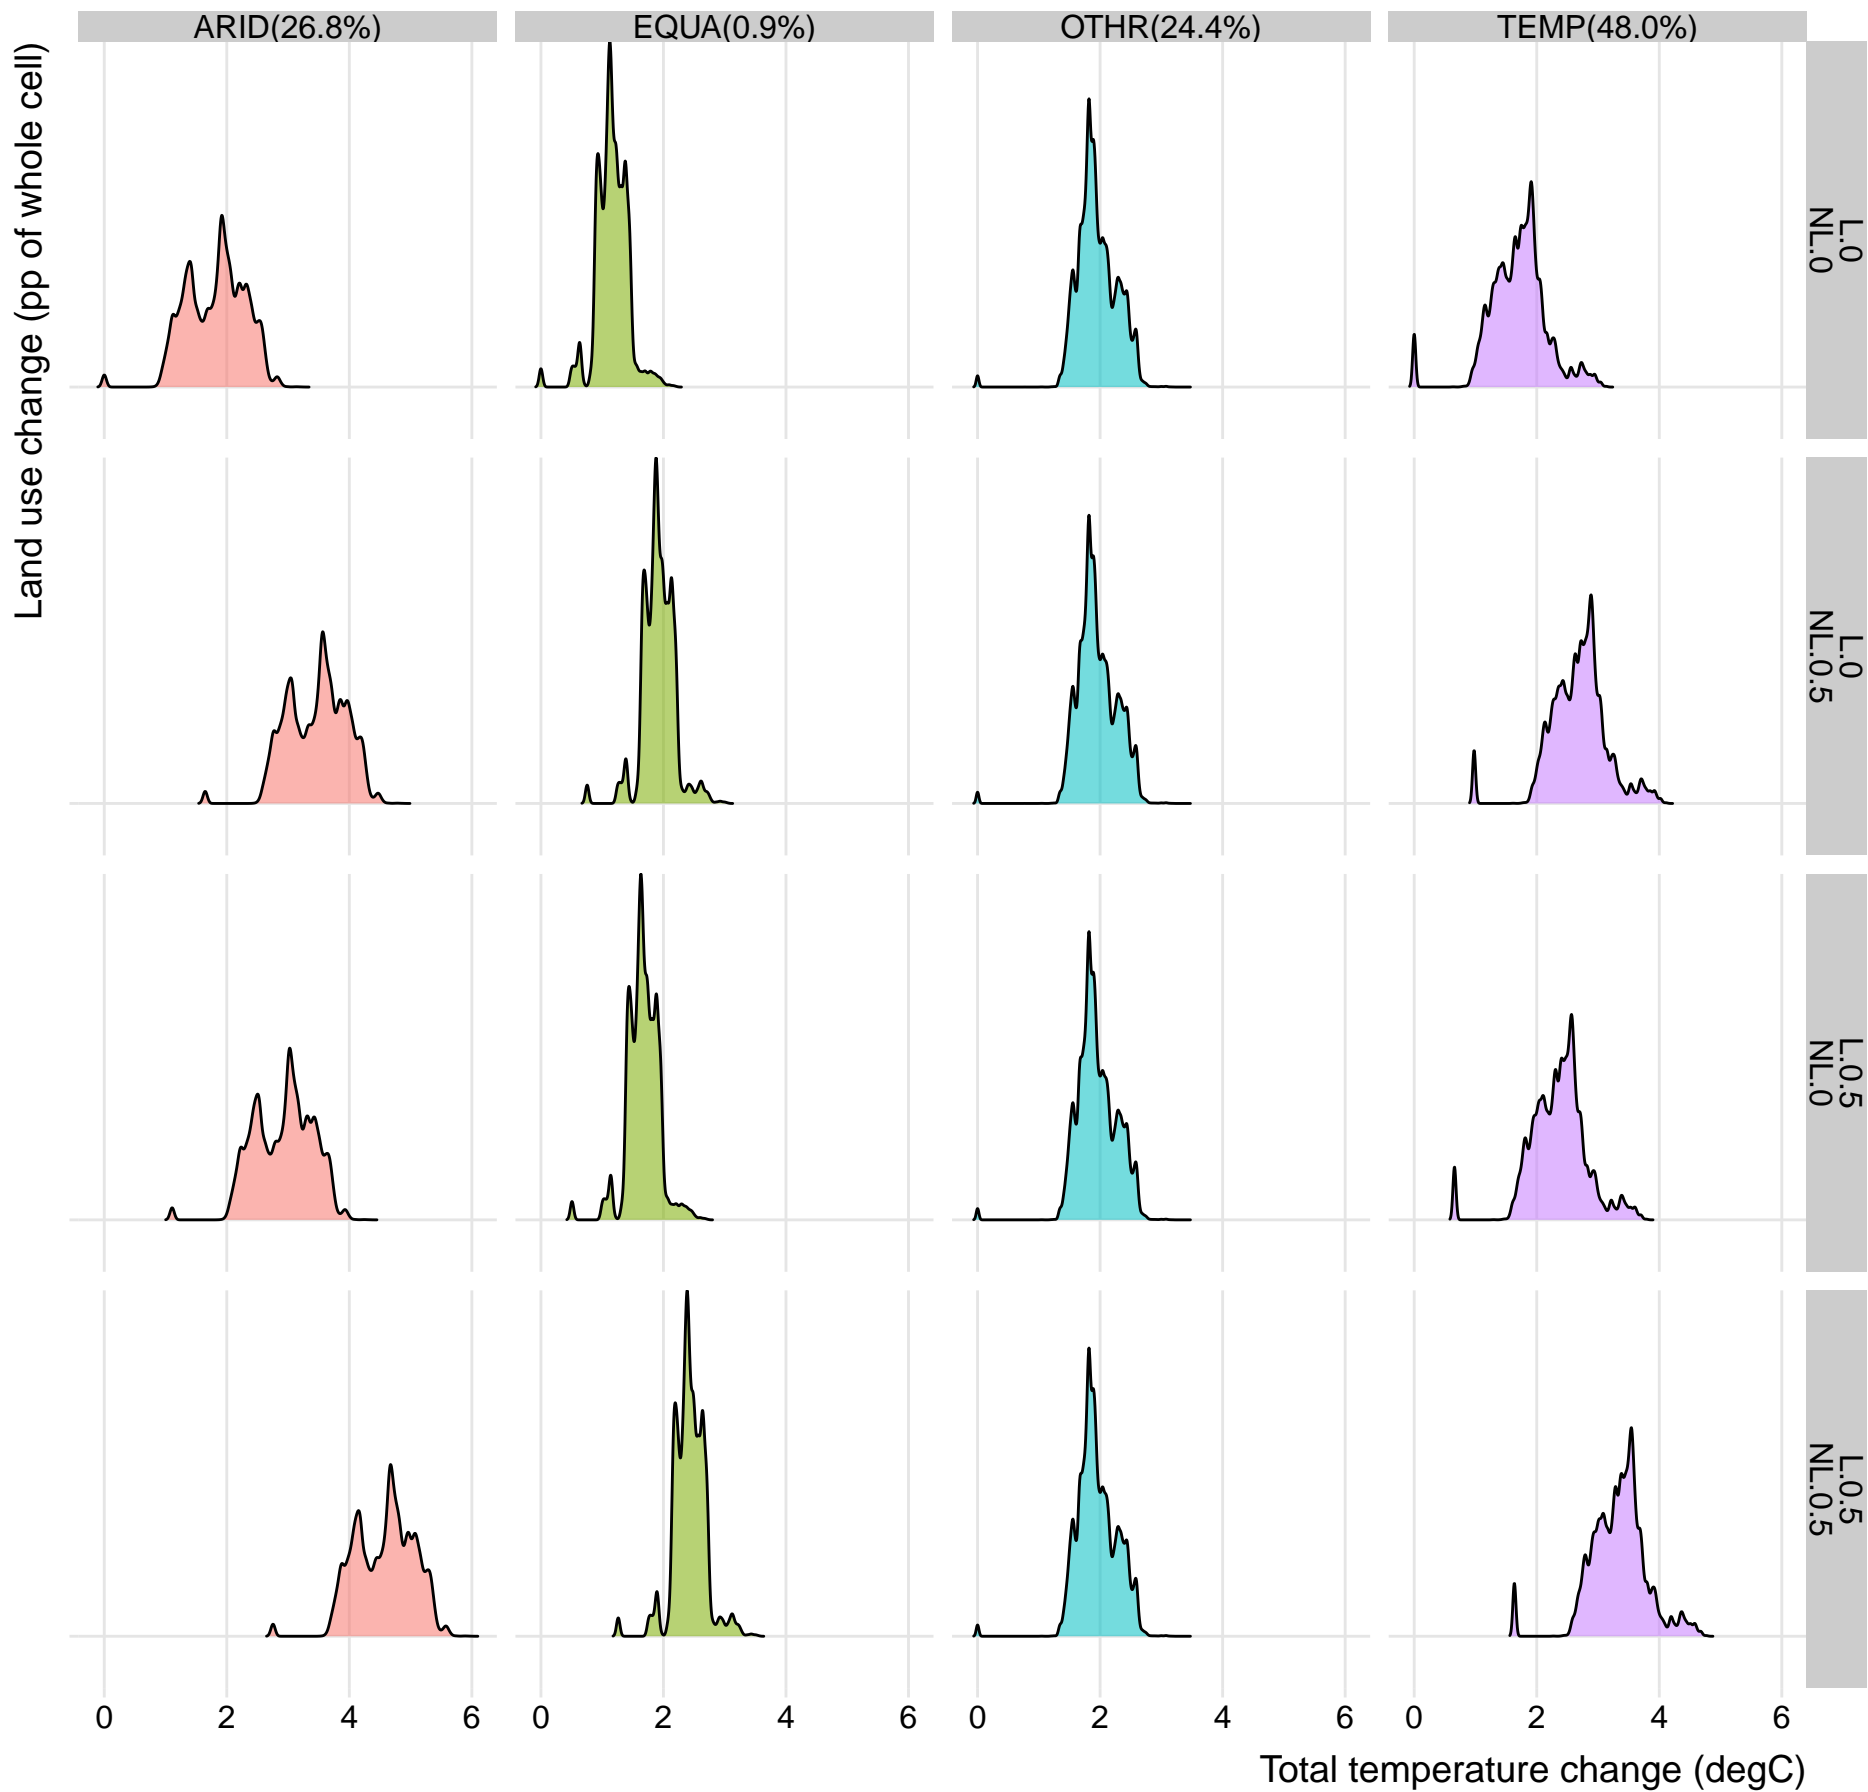 ARID(26.8%) EQUA(0.9%) OTHR(24.4%) TEMP(48.0%)
Land use change (pp of whole cell)
L.0
NL.0
L.0
NL.0.5
L.0.5
NL.0
L.0.5
NL.0.5
0 2 4 6 0 2 4 6 0 2 4 6 0 2 4 6
Total temperature change (degC)